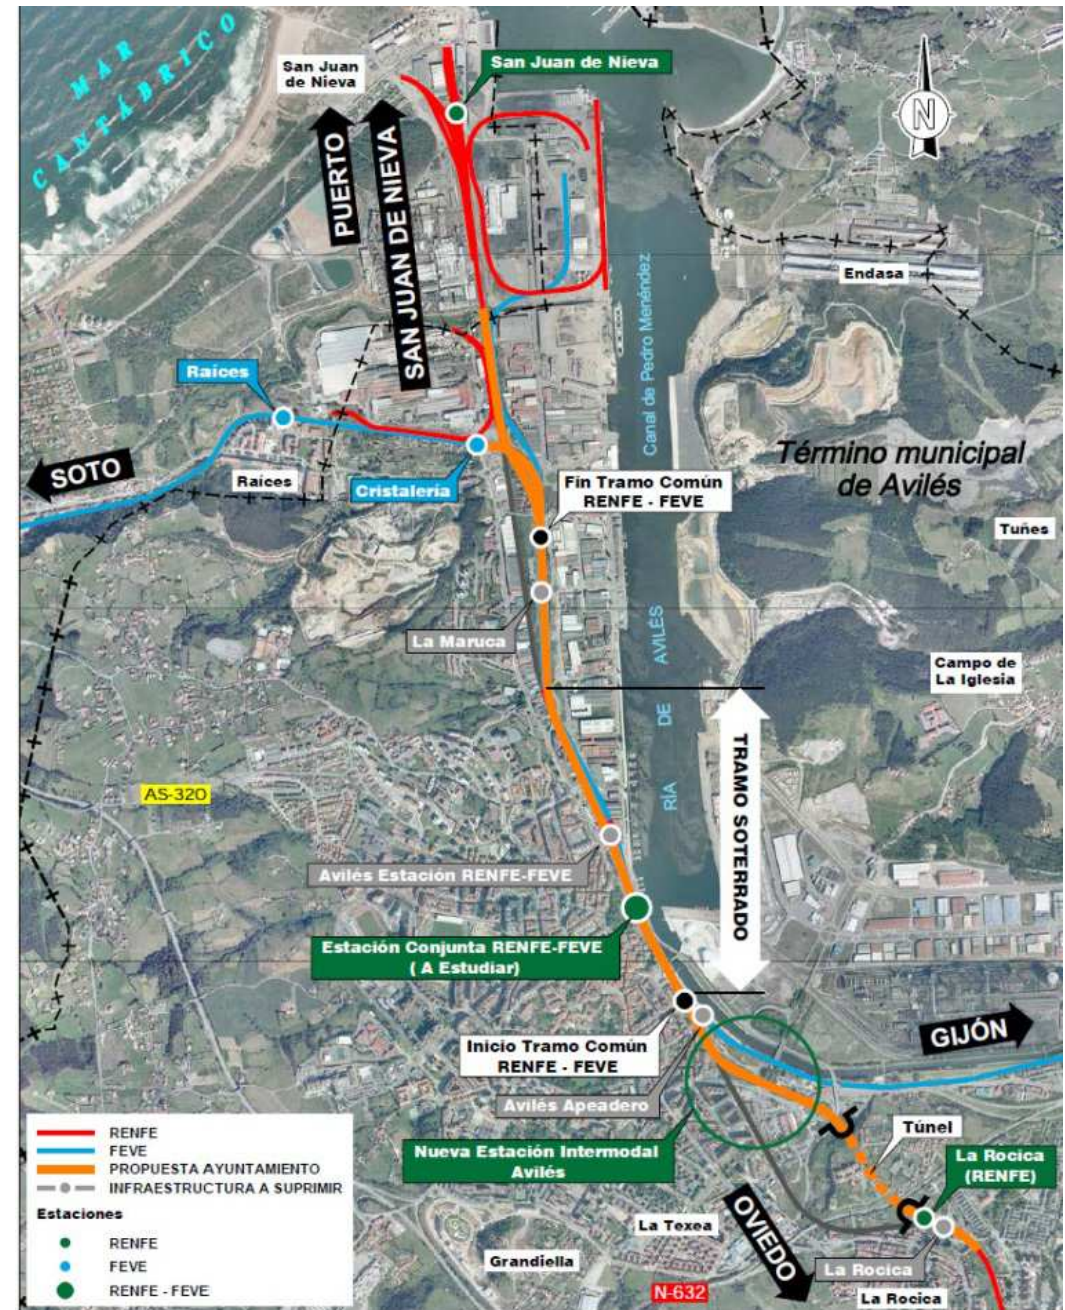 MAR
CANTÁBRICO
San Juan
de Nieva
San Juan de Nieva
N
PUERTO
SAN JUAN DE NIEVA
Endasa
Canal de Pedro Menéndez
Raíces
SOTO
Raíces
Cristalería
Término municipal
de Avilés
Fin Tramo Común
RENFE - FEVE
Tuñes
La Maruca
RÍA DE AVILÉS
Campo de
La Iglesia
TRAMO SOTERRADO
AS-320
Avilés Estación RENFE-FEVE
Estación Conjunta RENFE-FEVE
( A Estudiar)
GIJÓN
Inicio Tramo Común
RENFE - FEVE
Avilés Apeadero
Túnel
Nueva Estación Intermodal
Avilés
La Rocica
(RENFE)
La Texea
OVIEDO
Grandiella
La Rocica
N-632
La Rocica
RENFE
FEVE
PROPUESTA AYUNTAMIENTO
INFRAESTRUCTURA A SUPRIMIR
Estaciones
RENFE
FEVE
RENFE - FEVE